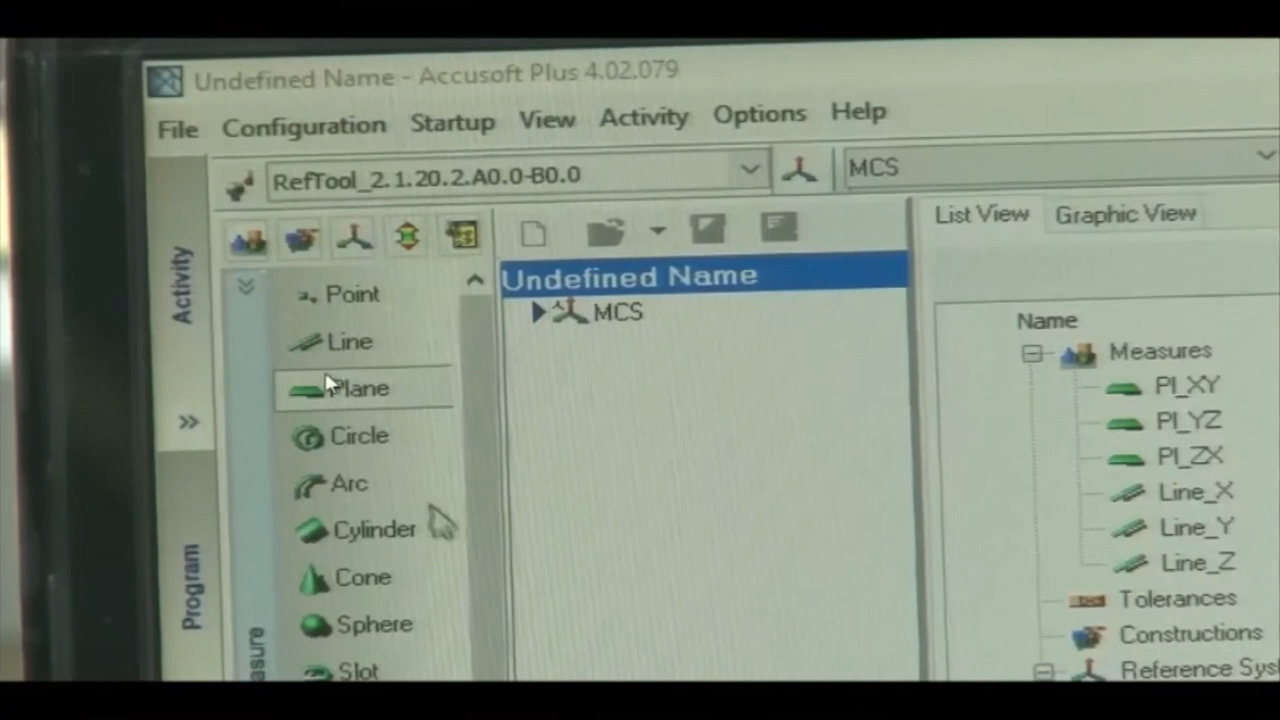 Undefined Name - Accusoft Plus 4.02.079
File Configuration Startup View Activity Options Help
RefTool_2.1.20.2.A0.0-B0.0
MCS
List View Graphic View
Activity
Program
Point
Line
Plane
Circle
Arc
Cylinder
Cone
Sphere
Slot
Undefined Name
MCS
Name
Measures
Pl_XY
Pl_YZ
Pl_ZX
Line_X
Line_Y
Line_Z
Tolerances
Constructions
Reference